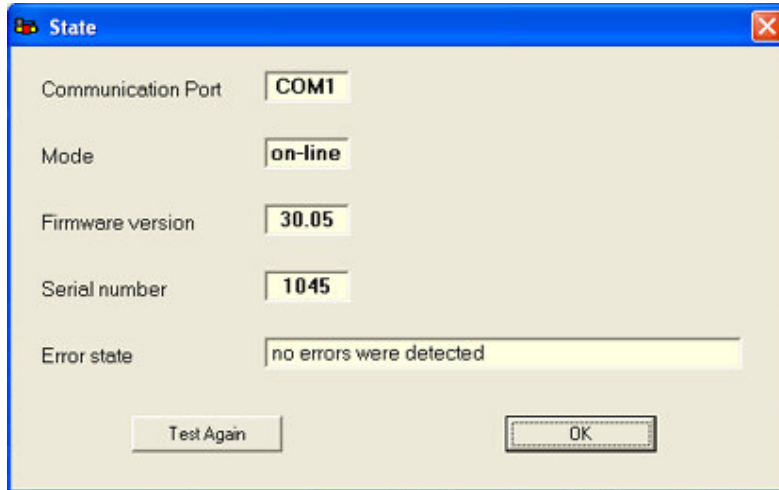 State
Communication Port COM1
Mode on-line
Firmware version 30.05
Serial number 1045
Error state no errors were detected
Test Again OK